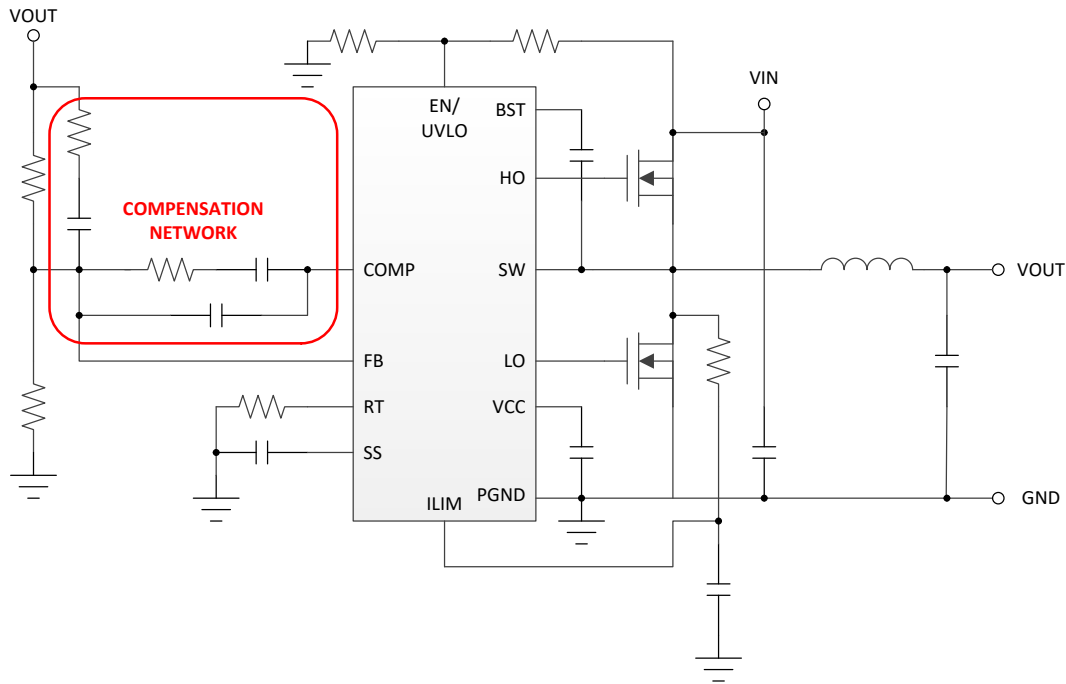 VOUT
VIN
EN/
UVLO
BST
HO
COMPENSATION
NETWORK
COMP
SW
VOUT
FB
LO
RT
VCC
SS
ILIM
PGND
GND